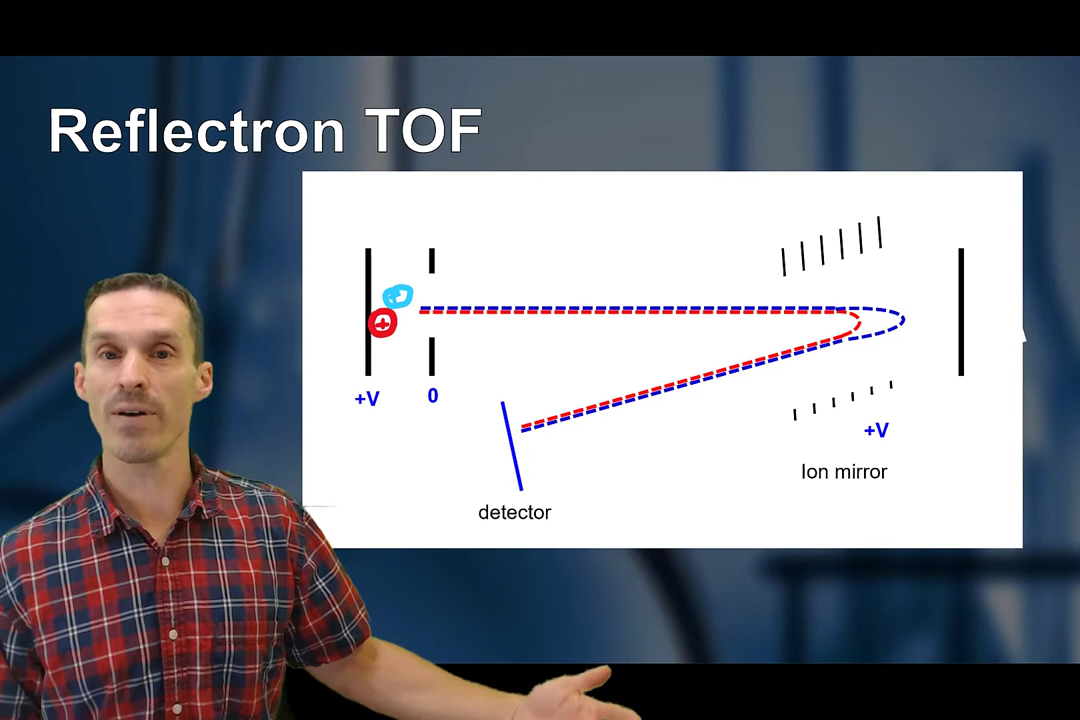 Reflectron TOF
+
+V
0
+V
Ion mirror
detector